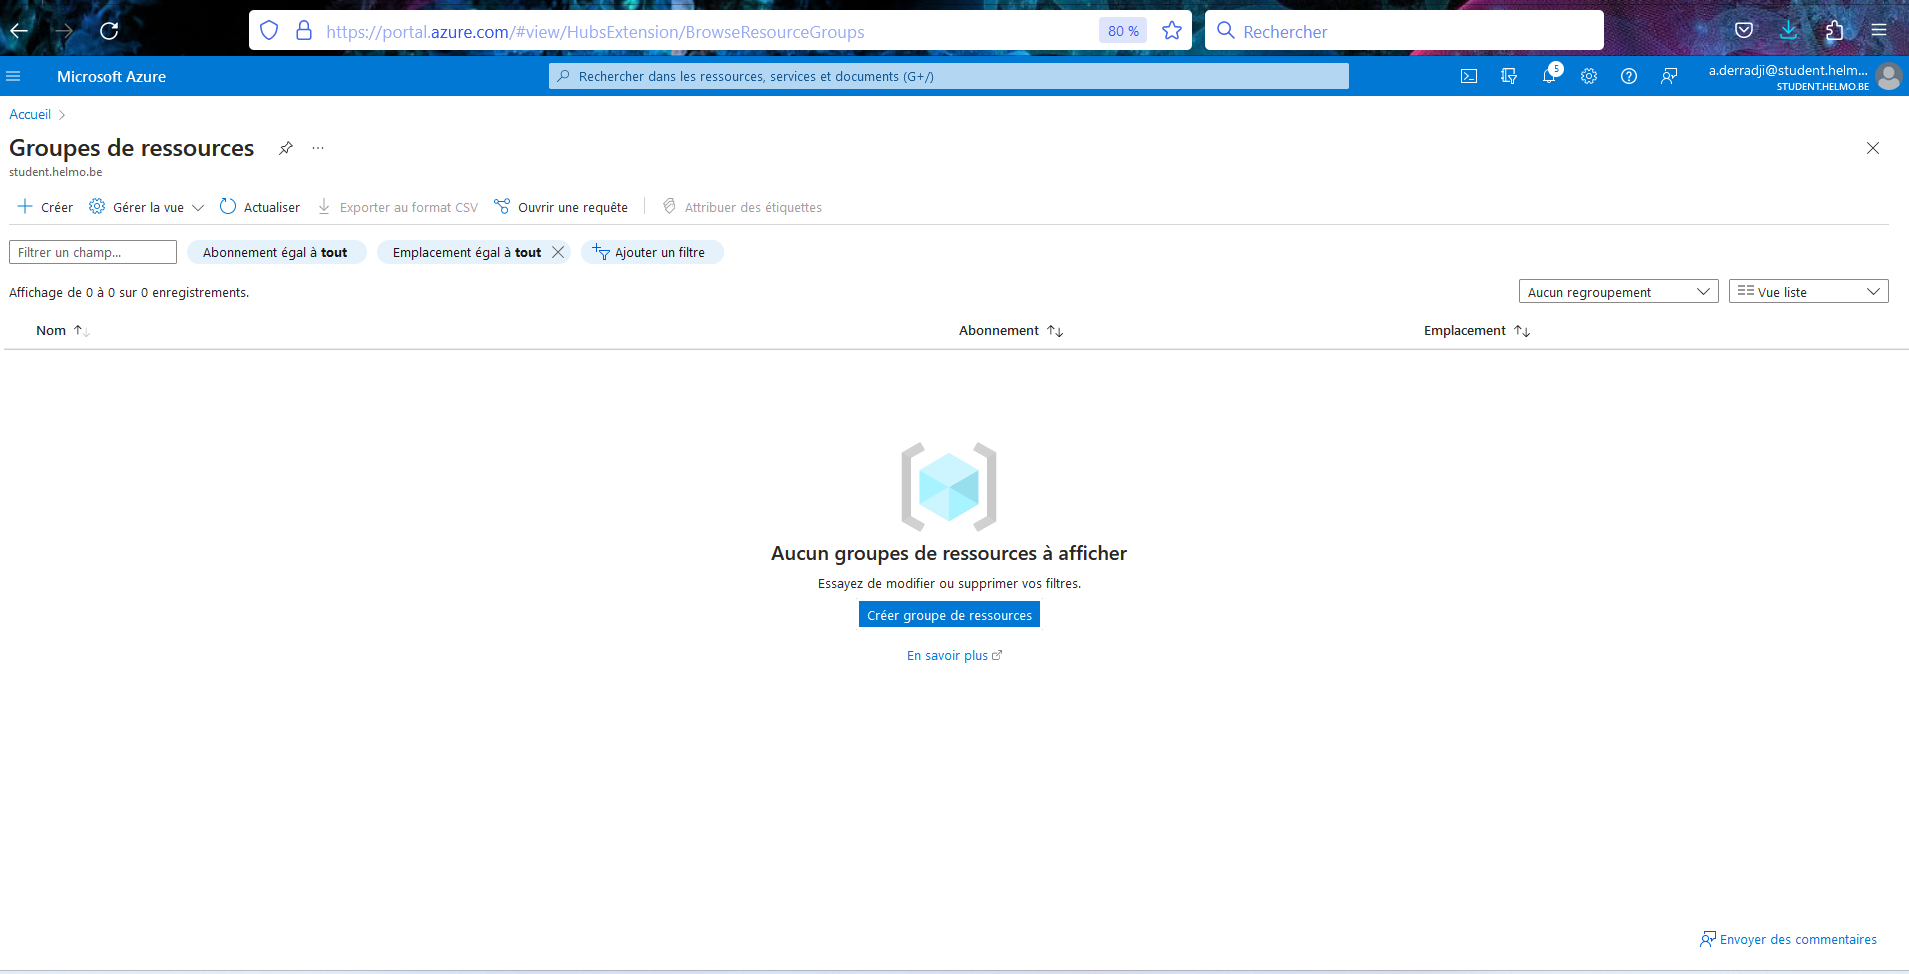 https://portal.azure.com/#view/HubsExtension/BrowseResourceGroups
80 %
Rechercher
Microsoft Azure
Rechercher dans les ressources, services et documents (G+/)
5
a.derradji@student.helm...
STUDENT.HELMO.BE
Accueil
Groupes de ressources
...
student.helmo.be
Créer
Gérer la vue
Actualiser
Exporter au format CSV
Ouvrir une requête
Attribuer des étiquettes
Filtrer un champ...
Abonnement égal à tout
Emplacement égal à tout
Ajouter un filtre
Affichage de 0 à 0 sur 0 enregistrements.
Aucun regroupement
Vue liste
Nom
Abonnement
Emplacement
Aucun groupes de ressources à afficher
Essayez de modifier ou supprimer vos filtres.
Créer groupe de ressources
En savoir plus
Envoyer des commentaires